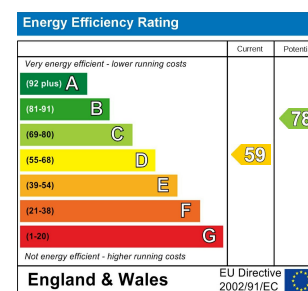 Energy Efficiency Rating
Current Potenti
Very energy efficient - lower running costs
(92 plus) A
(81-91) B
78
(69-80) C
(55-68) D
59
(39-54) E
(21-38) F
(1-20) G
Not energy efficient - higher running costs
England & Wales
EU Directive
2002/91/EC